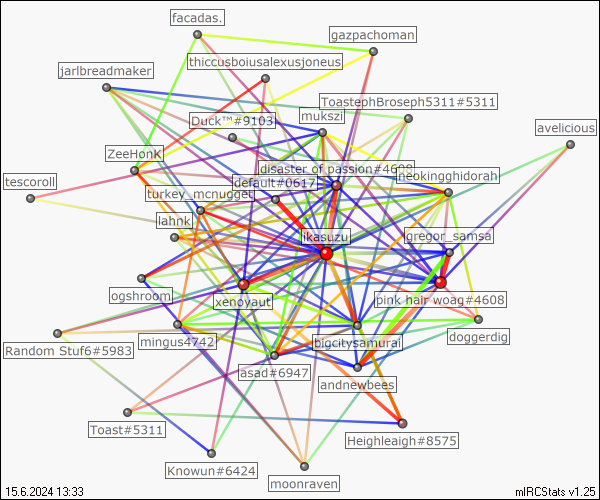 facadas.
gazpachoman
thiccusboiusalexusjoneus
jarlbreadmaker
ToastephBroseph5311#5311
Duck™#9103
mukszi
avelicious
ZeeHonK
disaster of passion#4608
neokingghidorah
tescoroll
default#0617
turkey_mcnugget
lahnk
ikasuzu
gregor_samsa
ogshroom
xenoyaut
pink hair woag#4608
Random Stuf6#5983
mingus4742
bigcitysamurai
doggerdig
asad#6947
andnewbees
Toast#5311
Heighleaigh#8575
Knowun#6424
moonraven
15.6.2024 13:33
mIRCStats v1.25